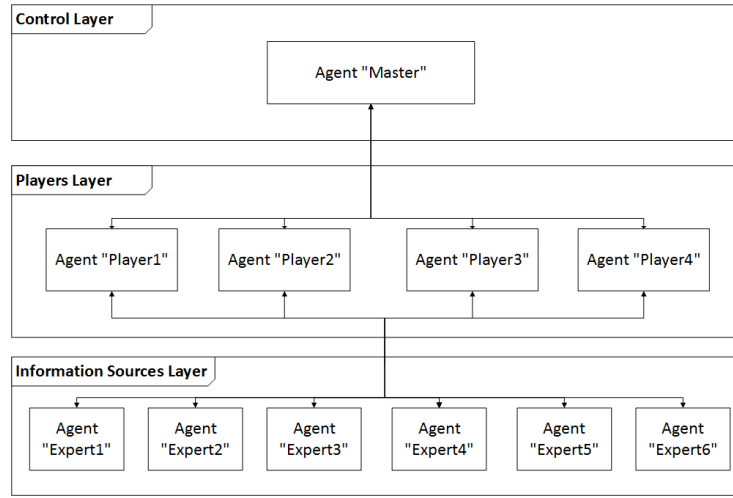 Control Layer
Agent "Master"
Players Layer
Agent "Player1"
Agent "Player2"
Agent "Player3"
Agent "Player4"
Information Sources Layer
Agent
"Expert1"
Agent
"Expert2"
Agent
"Expert3"
Agent
"Expert4"
Agent
"Expert5"
Agent
"Expert6"